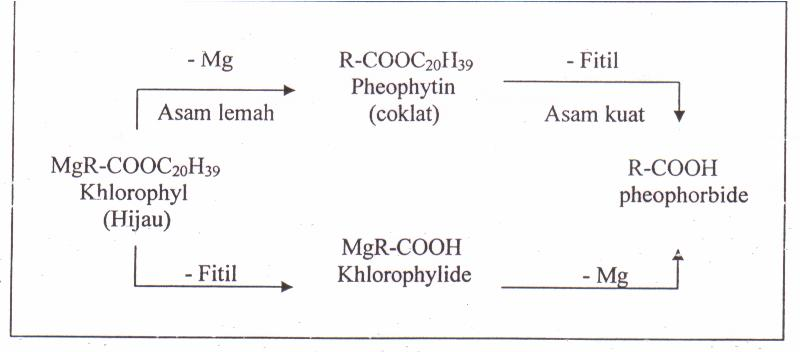 - Mg
Asam lemah
R-COOC₂₀H₃₉
Pheophytin
(coklat)
- Fitil
Asam kuat
MgR-COOC₂₀H₃₉
Khlorophyl
(Hijau)
R-COOH
pheophorbide
- Fitil
MgR-COOH
Khlorophylide
- Mg